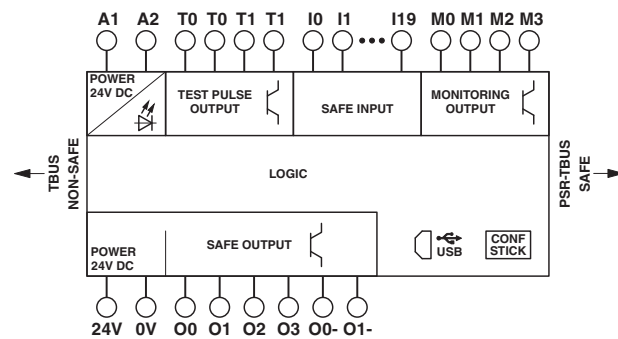 A1 A2 T0 T0 T1 T1 I0 I1 ••• I19 M0 M1 M2 M3
POWER
24V DC
TEST PULSE
OUTPUT
SAFE INPUT
MONITORING
OUTPUT
TBUS
NON-SAFE
LOGIC
PSR-TBUS
SAFE
POWER
24V DC
SAFE OUTPUT
USB
CONF
STICK
24V 0V O0 O1 O2 O3 O0- O1-